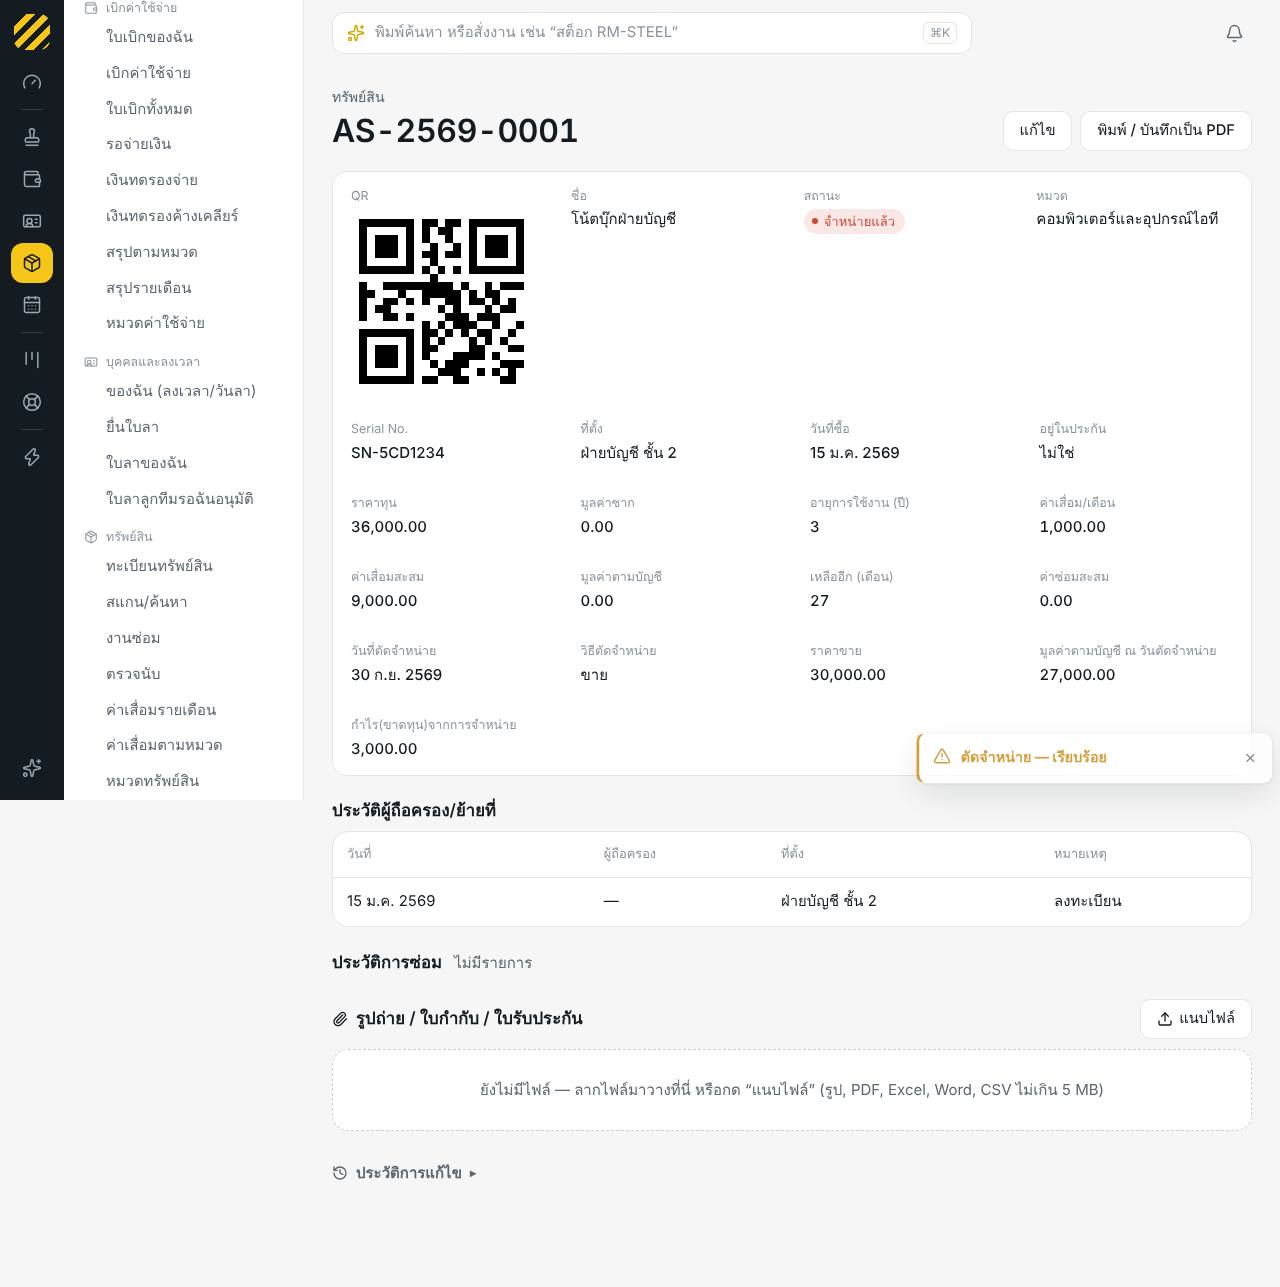 เบิกค่าใช้จ่าย
ใบเบิกของฉัน
เบิกค่าใช้จ่าย
ใบเบิกทั้งหมด
รอจ่ายเงิน
เงินทดรองจ่าย
เงินทดรองค้างเคลียร์
สรุปตามหมวด
สรุปรายเดือน
หมวดค่าใช้จ่าย
บุคคลและลงเวลา
ของฉัน (ลงเวลา/วันลา)
ยื่นใบลา
ใบลาของฉัน
ใบลาลูกทีมรอฉันอนุมัติ
ทรัพย์สิน
ทะเบียนทรัพย์สิน
สแกน/ค้นหา
งานซ่อม
ตรวจนับ
ค่าเสื่อมรายเดือน
ค่าเสื่อมตามหมวด
หมวดทรัพย์สิน
พิมพ์ค้นหา หรือสั่งงาน เช่น “สต็อก RM-STEEL” ⌘K
ทรัพย์สิน
AS-2569-0001
แก้ไข พิมพ์ / บันทึกเป็น PDF
QR ชื่อ สถานะ หมวด
โน้ตบุ๊กฝ่ายบัญชี จำหน่ายแล้ว คอมพิวเตอร์และอุปกรณ์ไอที
Serial No. ที่ตั้ง วันที่ซื้อ อยู่ในประกัน
SN-5CD1234 ฝ่ายบัญชี ชั้น 2 15 ม.ค. 2569 ไม่ใช่
ราคาทุน มูลค่าซาก อายุการใช้งาน (ปี) ค่าเสื่อม/เดือน
36,000.00 0.00 3 1,000.00
ค่าเสื่อมสะสม มูลค่าตามบัญชี เหลืออีก (เดือน) ค่าซ่อมสะสม
9,000.00 0.00 27 0.00
วันที่ตัดจำหน่าย วิธีตัดจำหน่าย ราคาขาย มูลค่าตามบัญชี ณ วันตัดจำหน่าย
30 ก.ย. 2569 ขาย 30,000.00 27,000.00
กำไร(ขาดทุน)จากการจำหน่าย
3,000.00
ตัดจำหน่าย — เรียบร้อย
ประวัติผู้ถือครอง/ย้ายที่
วันที่ ผู้ถือครอง ที่ตั้ง หมายเหตุ
15 ม.ค. 2569 — ฝ่ายบัญชี ชั้น 2 ลงทะเบียน
ประวัติการซ่อม ไม่มีรายการ
รูปถ่าย / ใบกำกับ / ใบรับประกัน แนบไฟล์
ยังไม่มีไฟล์ — ลากไฟล์มาวางที่นี่ หรือกด “แนบไฟล์” (รูป, PDF, Excel, Word, CSV ไม่เกิน 5 MB)
ประวัติการแก้ไข ▸